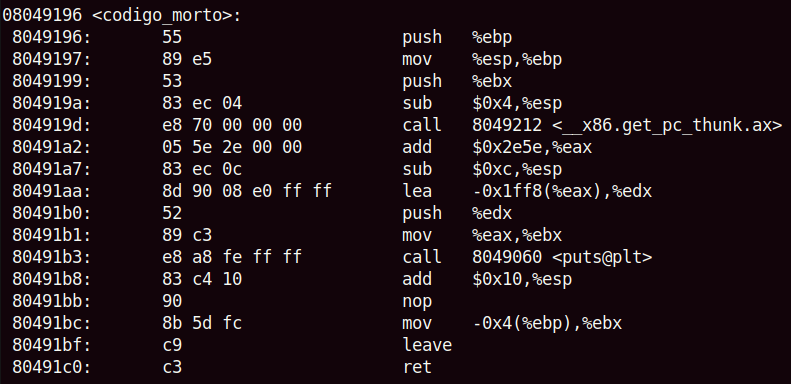 08049196 <codigo_morto>:
8049196: 55 push %ebp
8049197: 89 e5 mov %esp,%ebp
8049199: 53 push %ebx
804919a: 83 ec 04 sub $0x4,%esp
804919d: e8 70 00 00 00 call 8049212 <__x86.get_pc_thunk.ax>
80491a2: 05 5e 2e 00 00 add $0x2e5e,%eax
80491a7: 83 ec 0c sub $0xc,%esp
80491aa: 8d 90 08 e0 ff ff lea -0x1ff8(%eax),%edx
80491b0: 52 push %edx
80491b1: 89 c3 mov %eax,%ebx
80491b3: e8 a8 fe ff ff call 8049060 <puts@plt>
80491b8: 83 c4 10 add $0x10,%esp
80491bb: 90 nop
80491bc: 8b 5d fc mov -0x4(%ebp),%ebx
80491bf: c9 leave
80491c0: c3 ret